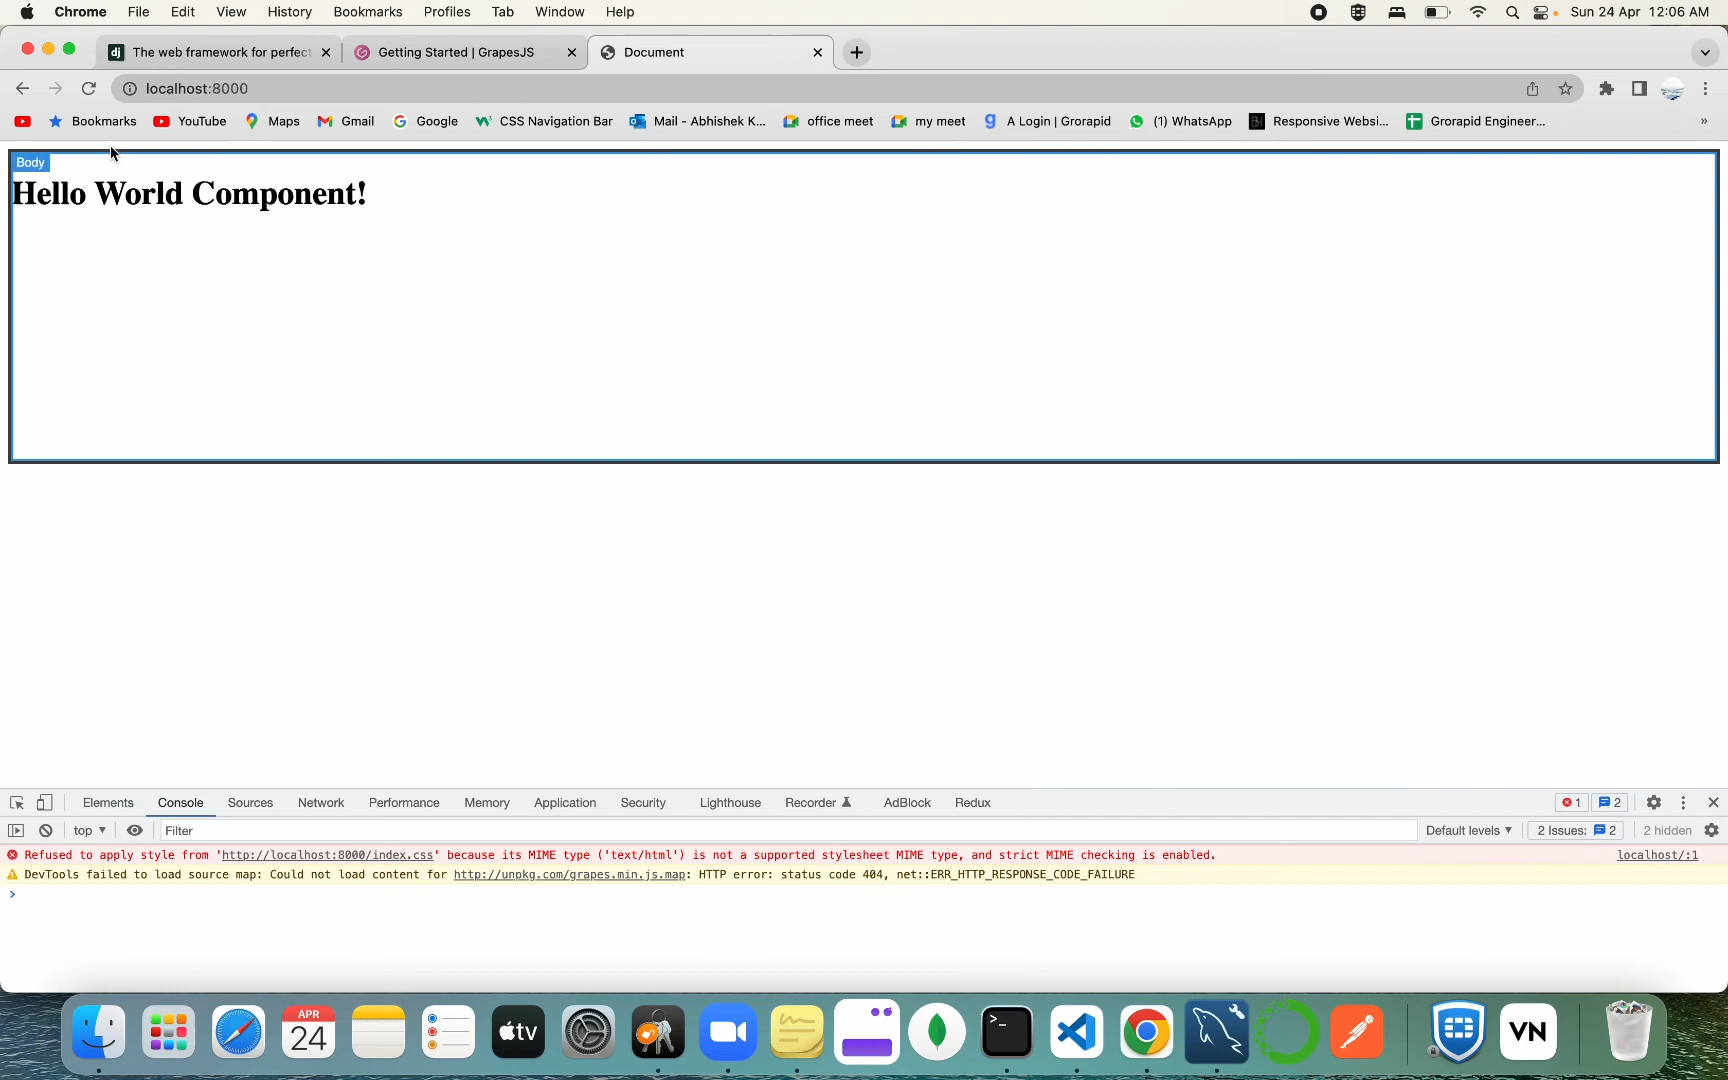 Chrome File Edit View History Bookmarks Profiles Tab Window Help Sun 24 Apr 12:06 AM
dj The web framework for perfect Getting Started | GrapesJS Document
localhost:8000
Bookmarks YouTube Maps Gmail Google CSS Navigation Bar Mail - Abhishek K... office meet my meet A Login | Grorapid (1) WhatsApp Responsive Websi... Grorapid Engineer... »
Body
Hello World Component!
Elements Console Sources Network Performance Memory Application Security Lighthouse Recorder AdBlock Redux 1 2
top Filter Default levels 2 Issues: 2 2 hidden
Refused to apply style from 'http://localhost:8000/index.css' because its MIME type ('text/html') is not a supported stylesheet MIME type, and strict MIME checking is enabled. localhost/:1
DevTools failed to load source map: Could not load content for http://unpkg.com/grapes.min.js.map: HTTP error: status code 404, net::ERR_HTTP_RESPONSE_CODE_FAILURE
>
APR
24
tv
>_
VN